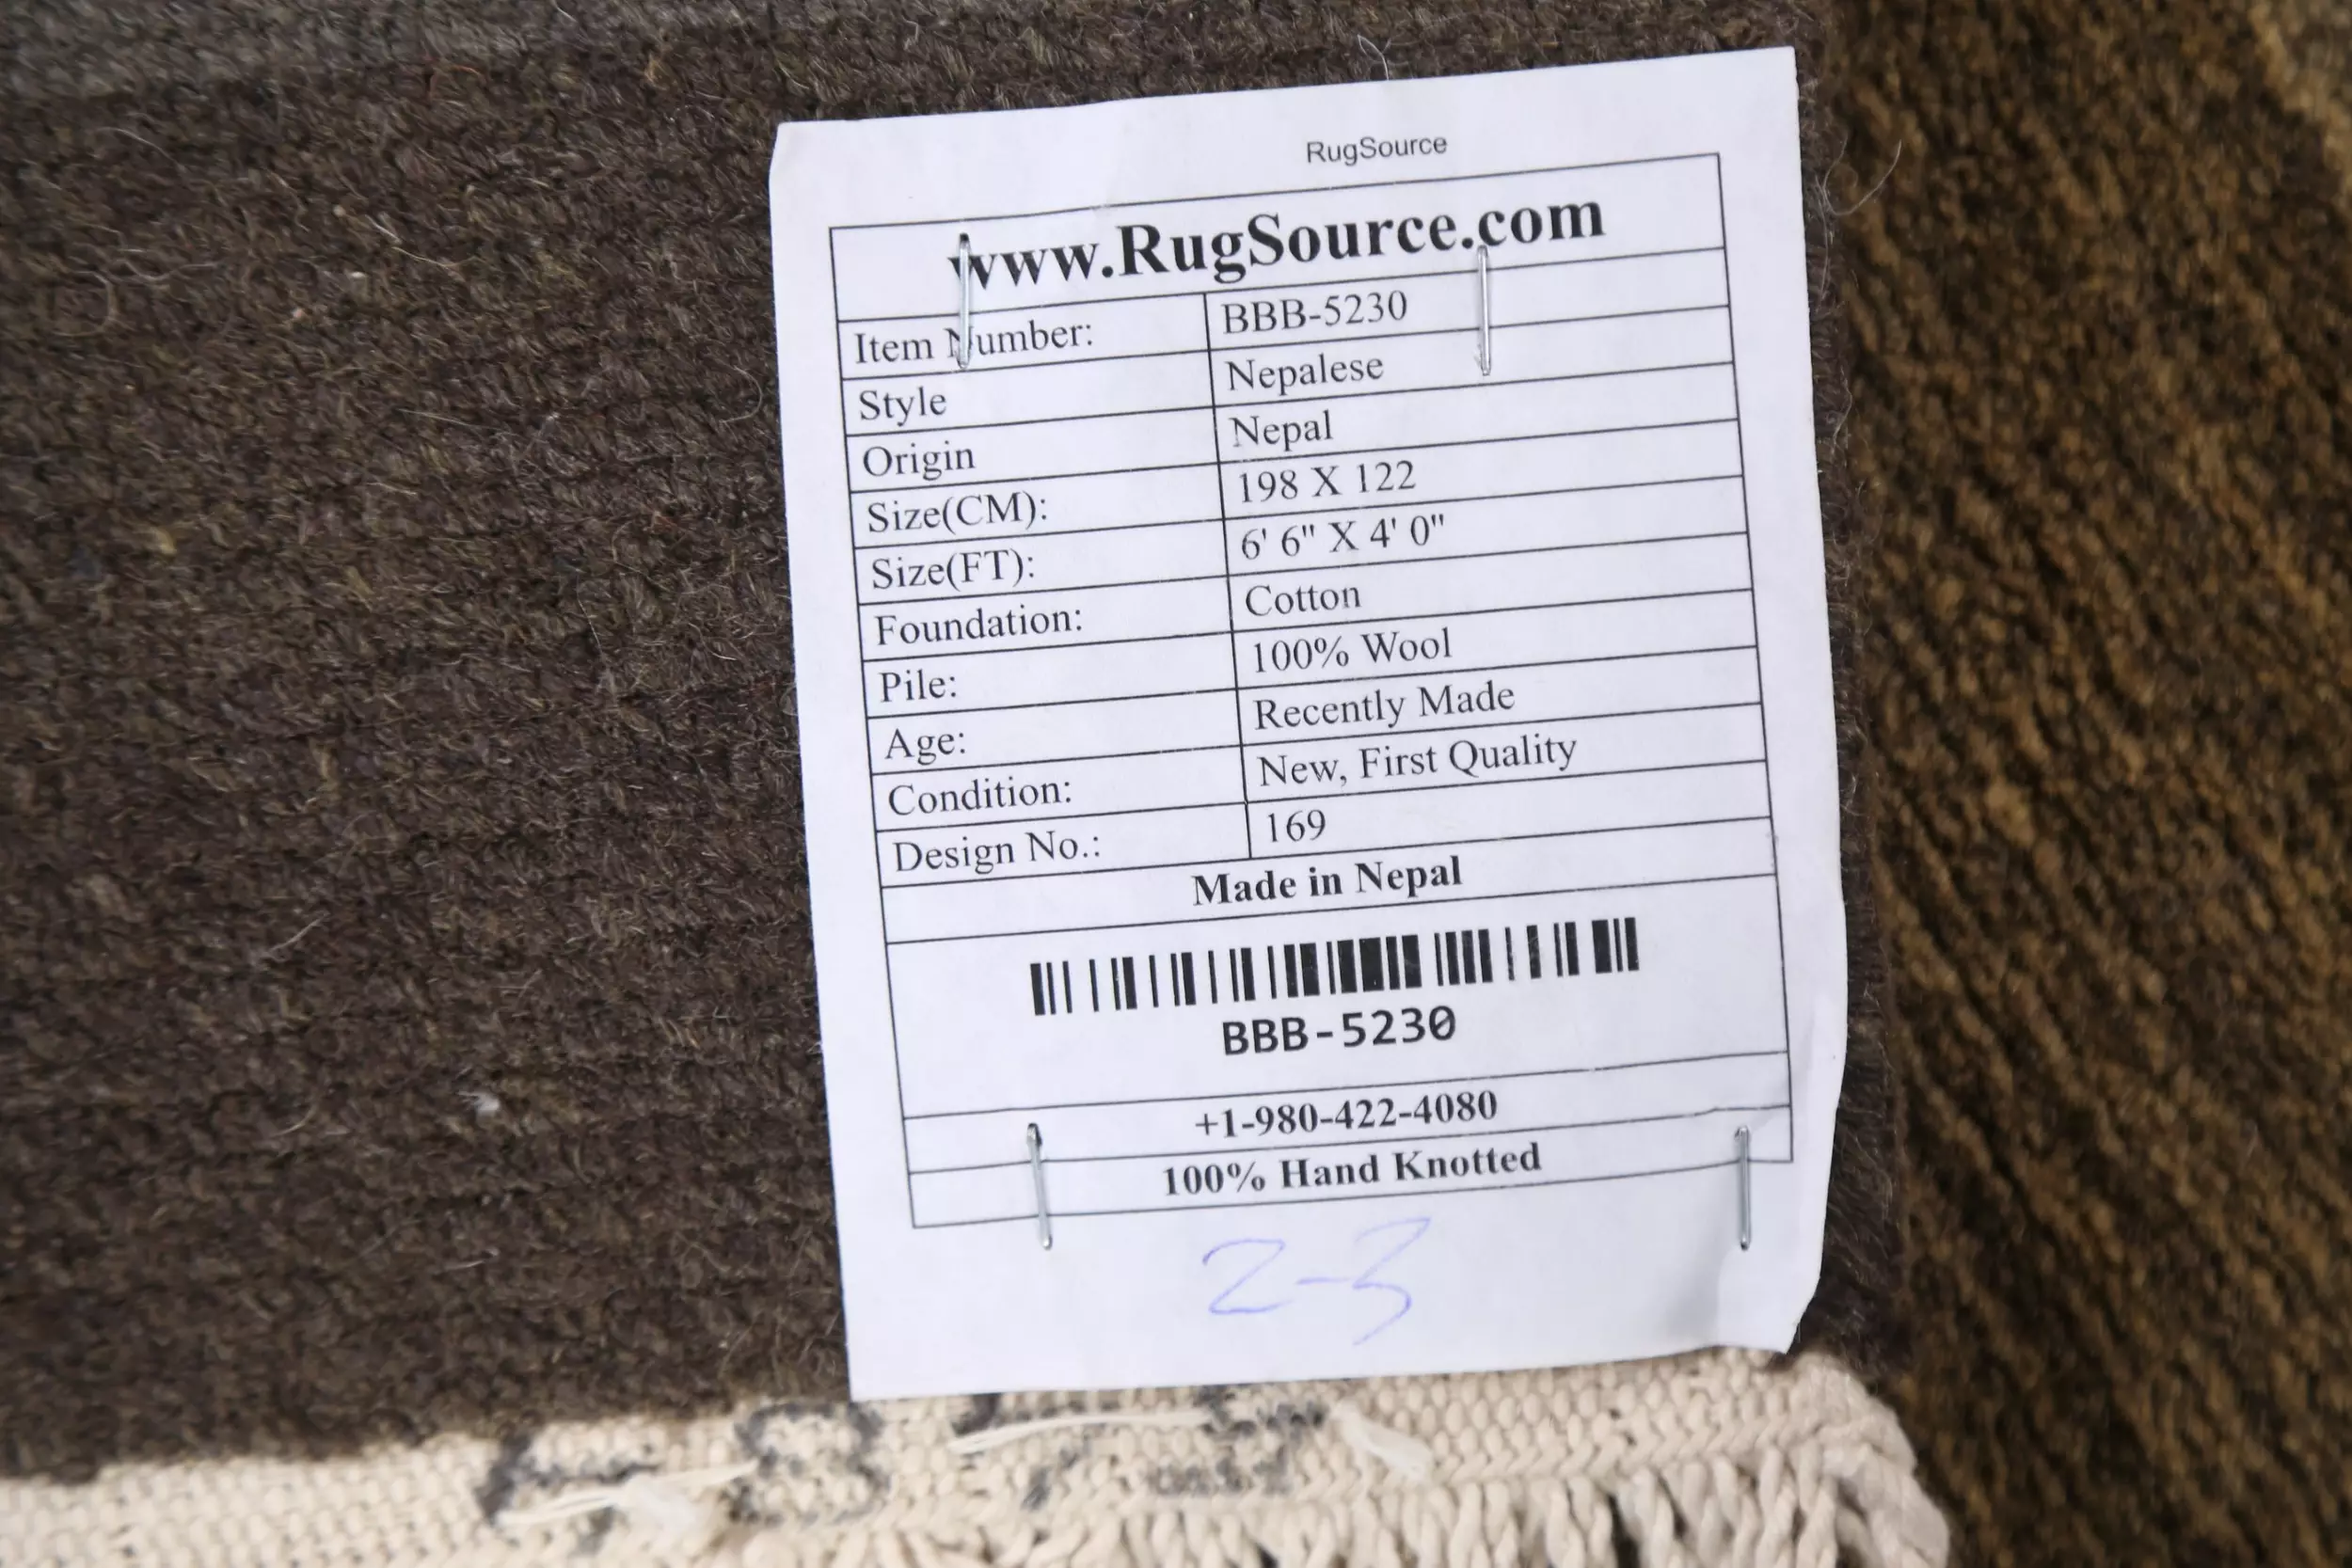 RugSource
www.RugSource.com
Item Number: BBB-5230
Style Nepalese
Origin Nepal
Size(CM): 198 X 122
Size(FT): 6' 6" X 4' 0"
Foundation: Cotton
Pile: 100% Wool
Age: Recently Made
Condition: New, First Quality
Design No.: 169
Made in Nepal
BBB-5230
+1-980-422-4080
100% Hand Knotted
2-3